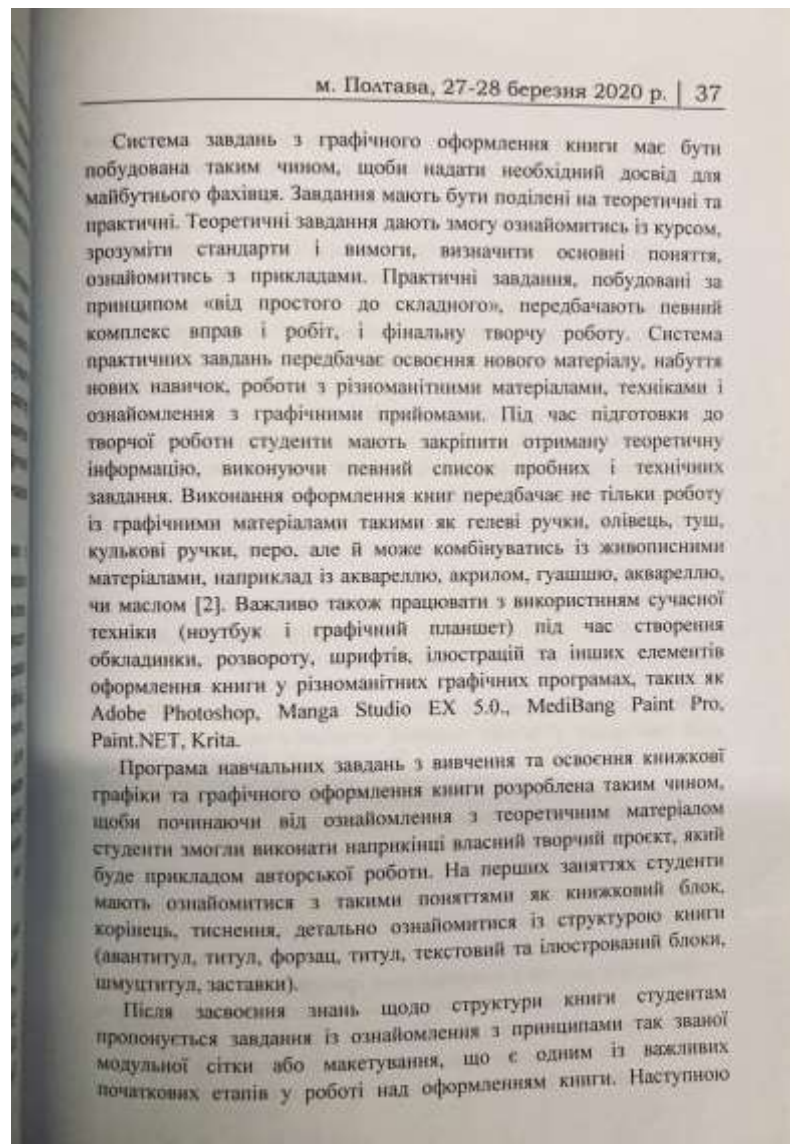 м. Полтава, 27-28 березня 2020 р. | 37
Система завдань з графічного оформлення книги має бути
побудована таким чином, щоби надати необхідний досвід для
майбутнього фахівця. Завдання мають бути поділені на теоретичні та
практичні. Теоретичні завдання дають змогу ознайомитись із курсом,
зрозуміти стандарти і вимоги, визначити основні поняття,
ознайомитись з прикладами. Практичні завдання, побудовані за
принципом «від простого до складного», передбачають певний
комплекс вправ і робіт, і фінальну творчу роботу. Система
практичних завдань передбачає освоєння нового матеріалу, набуття
нових навичок, роботи з різноманітними матеріалами, техніками і
ознайомлення з графічними прийомами. Під час підготовки до
творчої роботи студенти мають закріпити отриману теоретичну
інформацію, виконуючи певний список пробних і технічних
завдання. Виконання оформлення книг передбачає не тільки роботу
із графічними матеріалами такими як гелеві ручки, олівець, туш,
кулькові ручки, перо, але й може комбінуватись із живописними
матеріалами, наприклад із аквареллю, акрилом, гуашшю, аквареллю,
чи маслом [2]. Важливо також працювати з використнням сучасної
техніки (ноутбук і графічний планшет) під час створення
обкладинки, розвороту, шрифтів, ілюстрацій та інших елементів
оформлення книги у різноманітних графічних програмах, таких як
Adobe Photoshop, Manga Studio EX 5.0., MediBang Paint Pro,
Paint.NET, Krita.
Програма навчальних завдань з вивчення та освоєння книжкові
графіки та графічного оформлення книги розроблена таким чином,
щоби починаючи від ознайомлення з теоретичним матеріалом
студенти змогли виконати наприкінці власний творчий проєкт, який
буде прикладом авторської роботи. На перших заняттях студенти
мають ознайомитися з такими поняттями як книжковий блок,
корінець, тиснення, детально ознайомитися із структурою книги
(авантитул, титул, форзац, титул, текстовий та ілюстрований блоки,
шмуцтитул, заставки).
Після засвоєння знань щодо структури книги студентам
пропонується завдання із ознайомлення з принципами так званої
модульної сітки або макетування, що є одним із важливих
початкових етапів у роботі над оформленням книги. Наступною